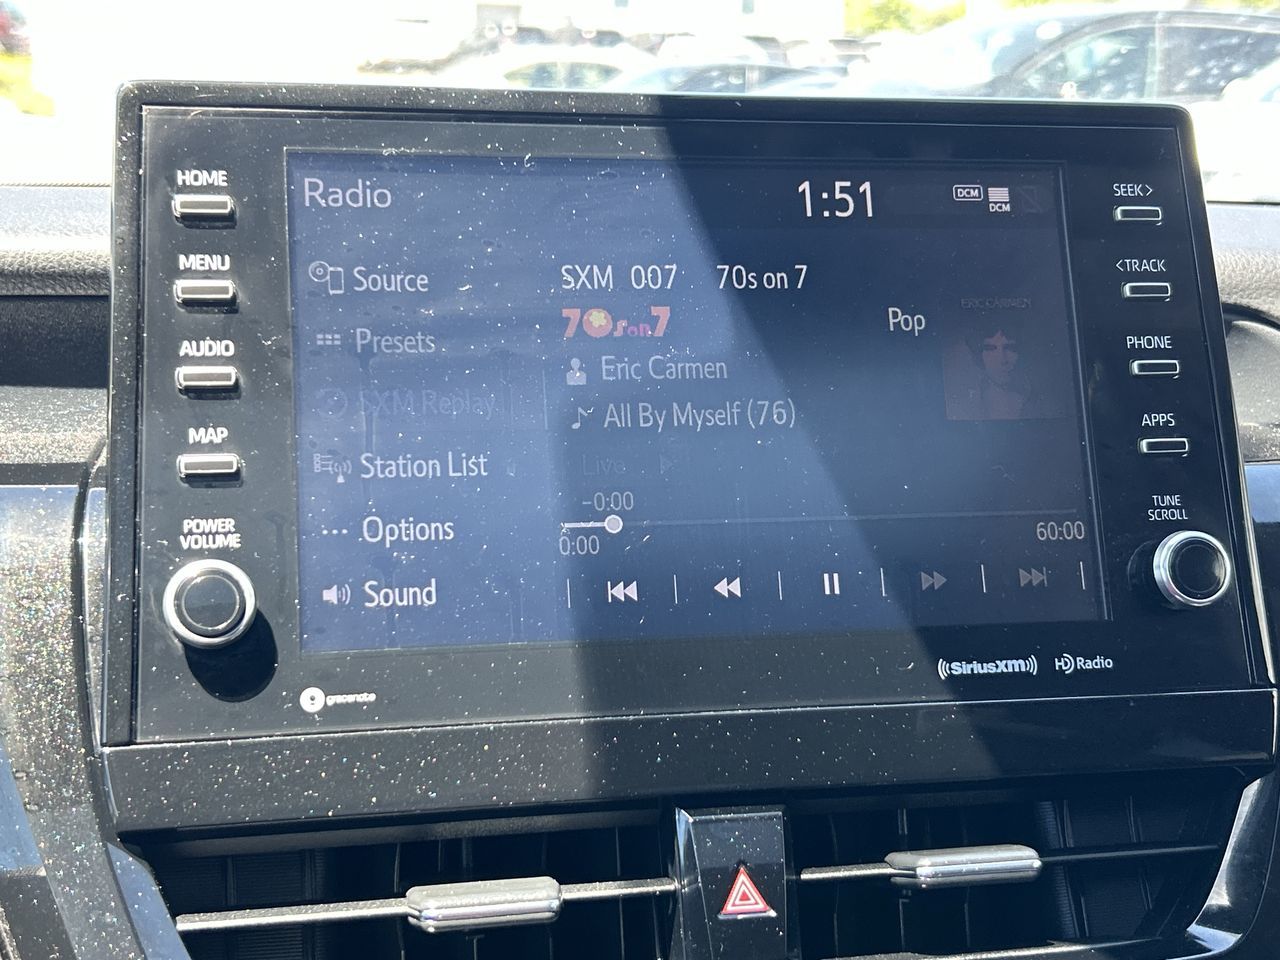 HOME
MENU
AUDIO
MAP
POWER
VOLUME
Radio
1:51
DCM
DCM
Source
Presets
SXM Replay
Station List
Options
Sound
SXM 007 70s on 7
70s on 7
Pop
ERIC CARMEN
Eric Carmen
All By Myself (76)
Live
-0:00
0:00
60:00
SEEK >
< TRACK
PHONE
APPS
TUNE
SCROLL
gracenote
((SiriusXM))
HD Radio